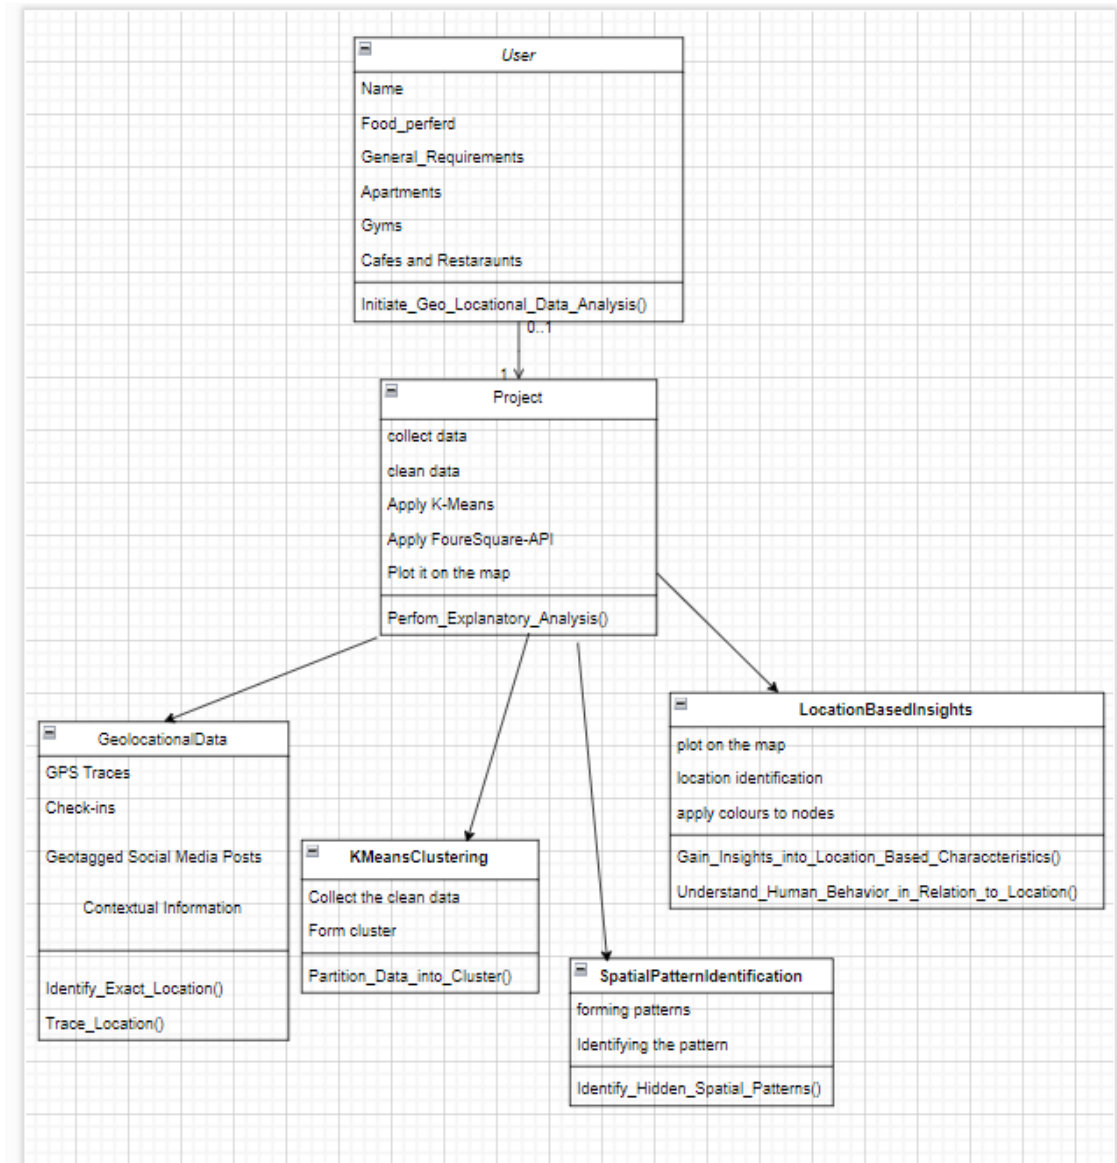 User
Name
Food_perferd
General_Requirements
Apartments
Gyms
Cafes and Restaraunts
Initiate_Geo_Locational_Data_Analysis()
0..1
1
Project
collect data
clean data
Apply K-Means
Apply FoureSquare-API
Plot it on the map
Perfom_Explanatory_Analysis()
GeolocationalData
GPS Traces
Check-ins
Geotagged Social Media Posts
Contextual Information
Identify_Exact_Location()
Trace_Location()
KMeansClustering
Collect the clean data
Form cluster
Partition_Data_into_Cluster()
SpatialPatternIdentification
forming patterns
Identifying the pattern
Identify_Hidden_Spatial_Patterns()
LocationBasedInsights
plot on the map
location identification
apply colours to nodes
Gain_Insights_into_Location_Based_Characcteristics()
Understand_Human_Behavior_in_Relation_to_Location()